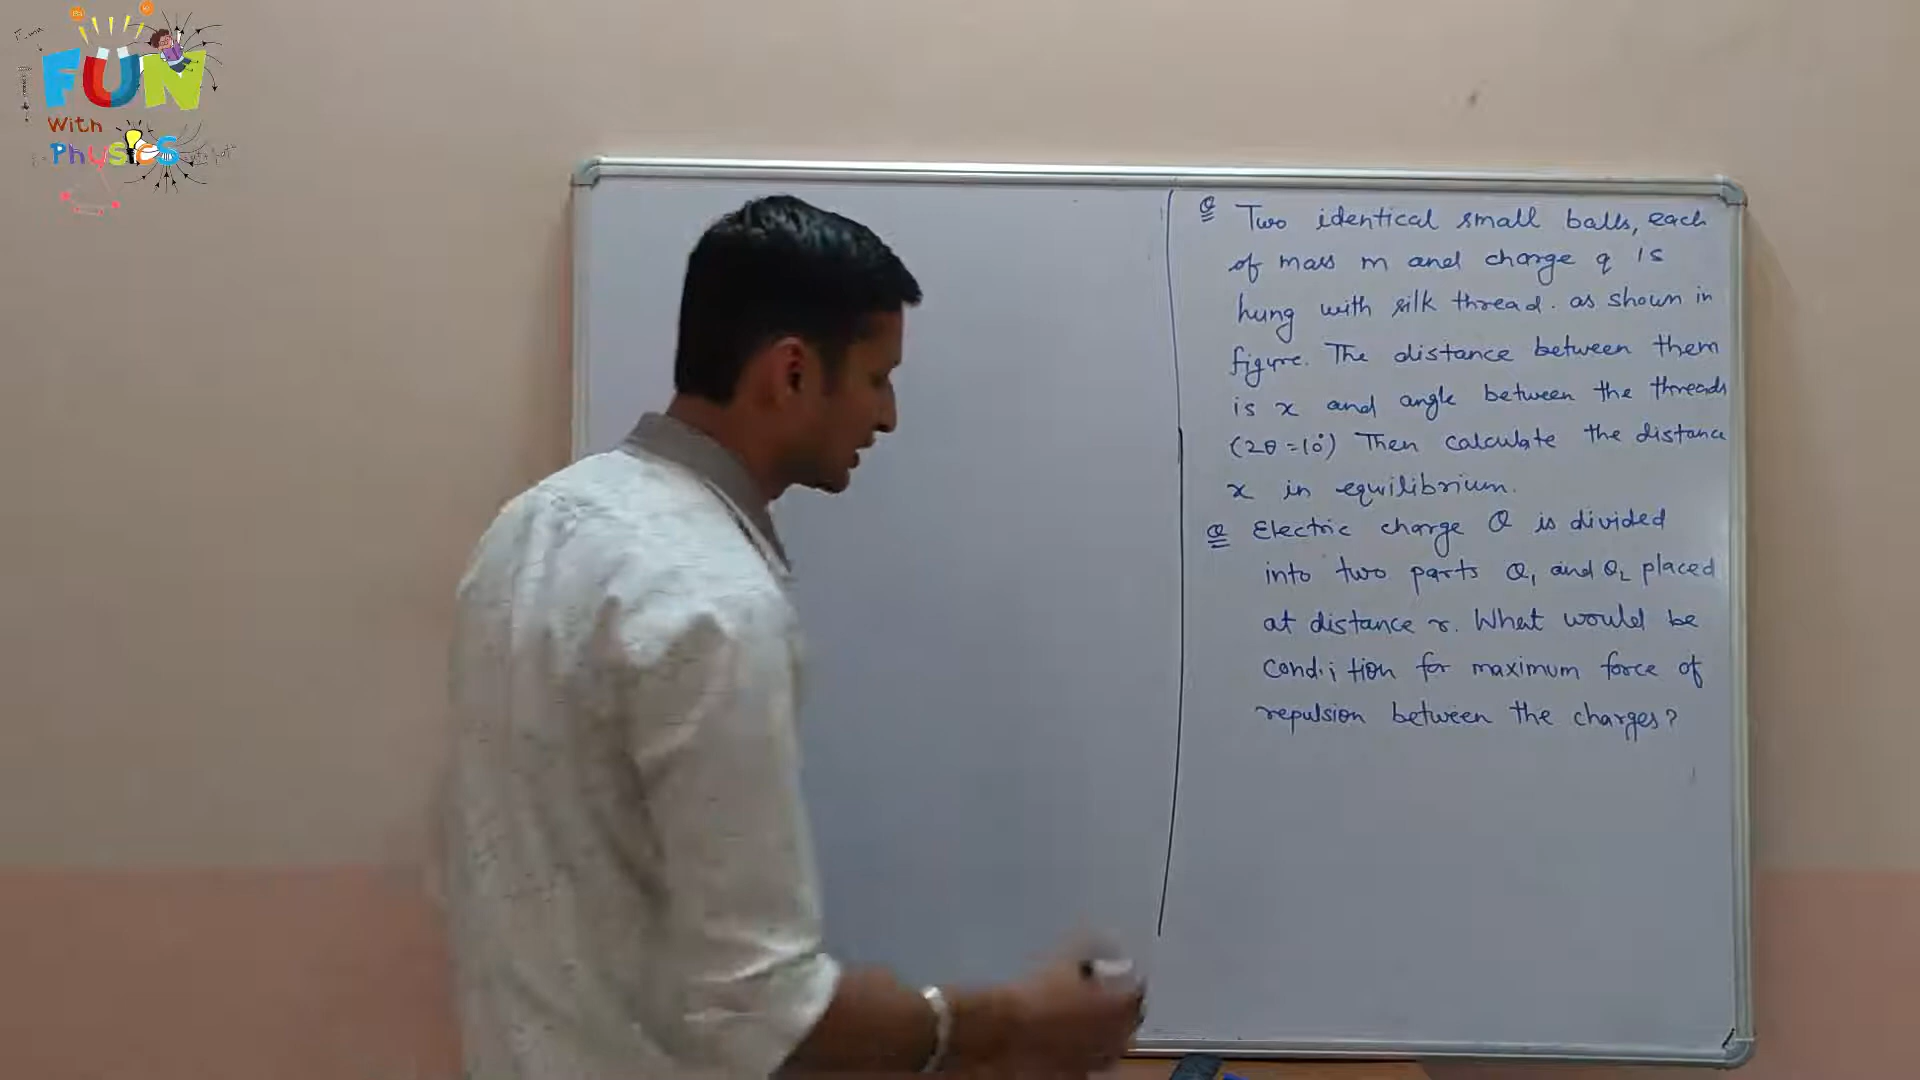 FUN
With
Physics
Q Two identical small balls, each
of mass m and charge q is
hung with silk thread. as shown in
figure. The distance between them
is x and angle between the threads
(2θ=10°) Then calculate the distance
x in equilibrium.
Q Electric charge Q is divided
into two parts Q₁ and Q₂ placed
at distance r. What would be
condi tion for maximum force of
repulsion between the charges?